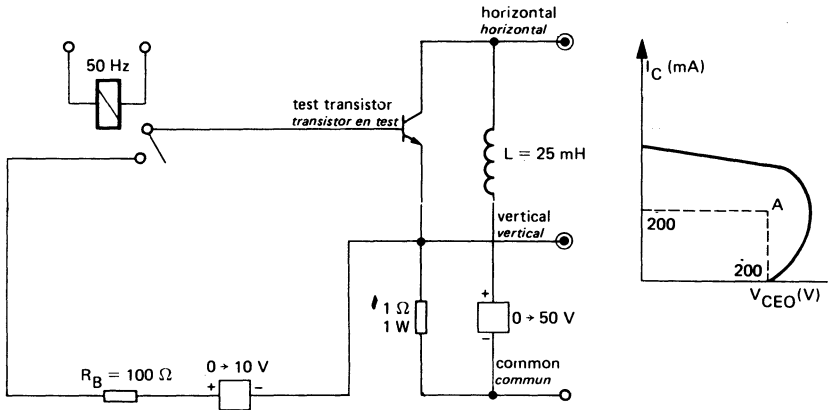 horizontal
horizontal
50 Hz
test transistor
transistor en test
L = 25 mH
vertical
vertical
1 Ω
1 W
+
0 → 50 V
−
common
commun
R_B = 100 Ω
0 → 10 V
+
−
I_C (mA)
A
200
200
V_CEO (V)